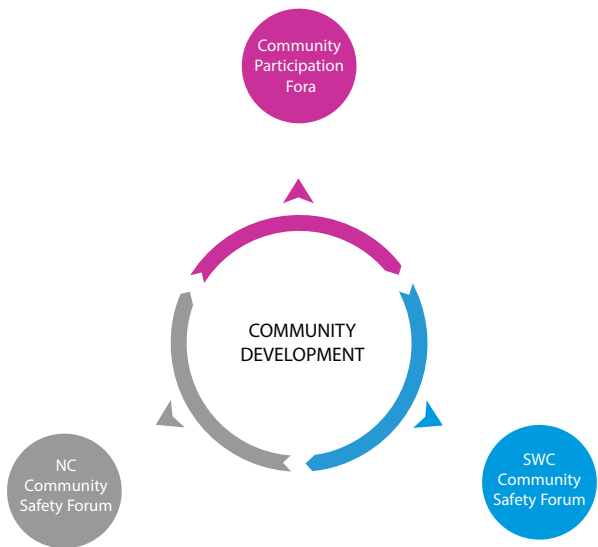 Community
Participation
Fora
COMMUNITY
DEVELOPMENT
NC
Community
Safety Forum
SWC
Community
Safety Forum